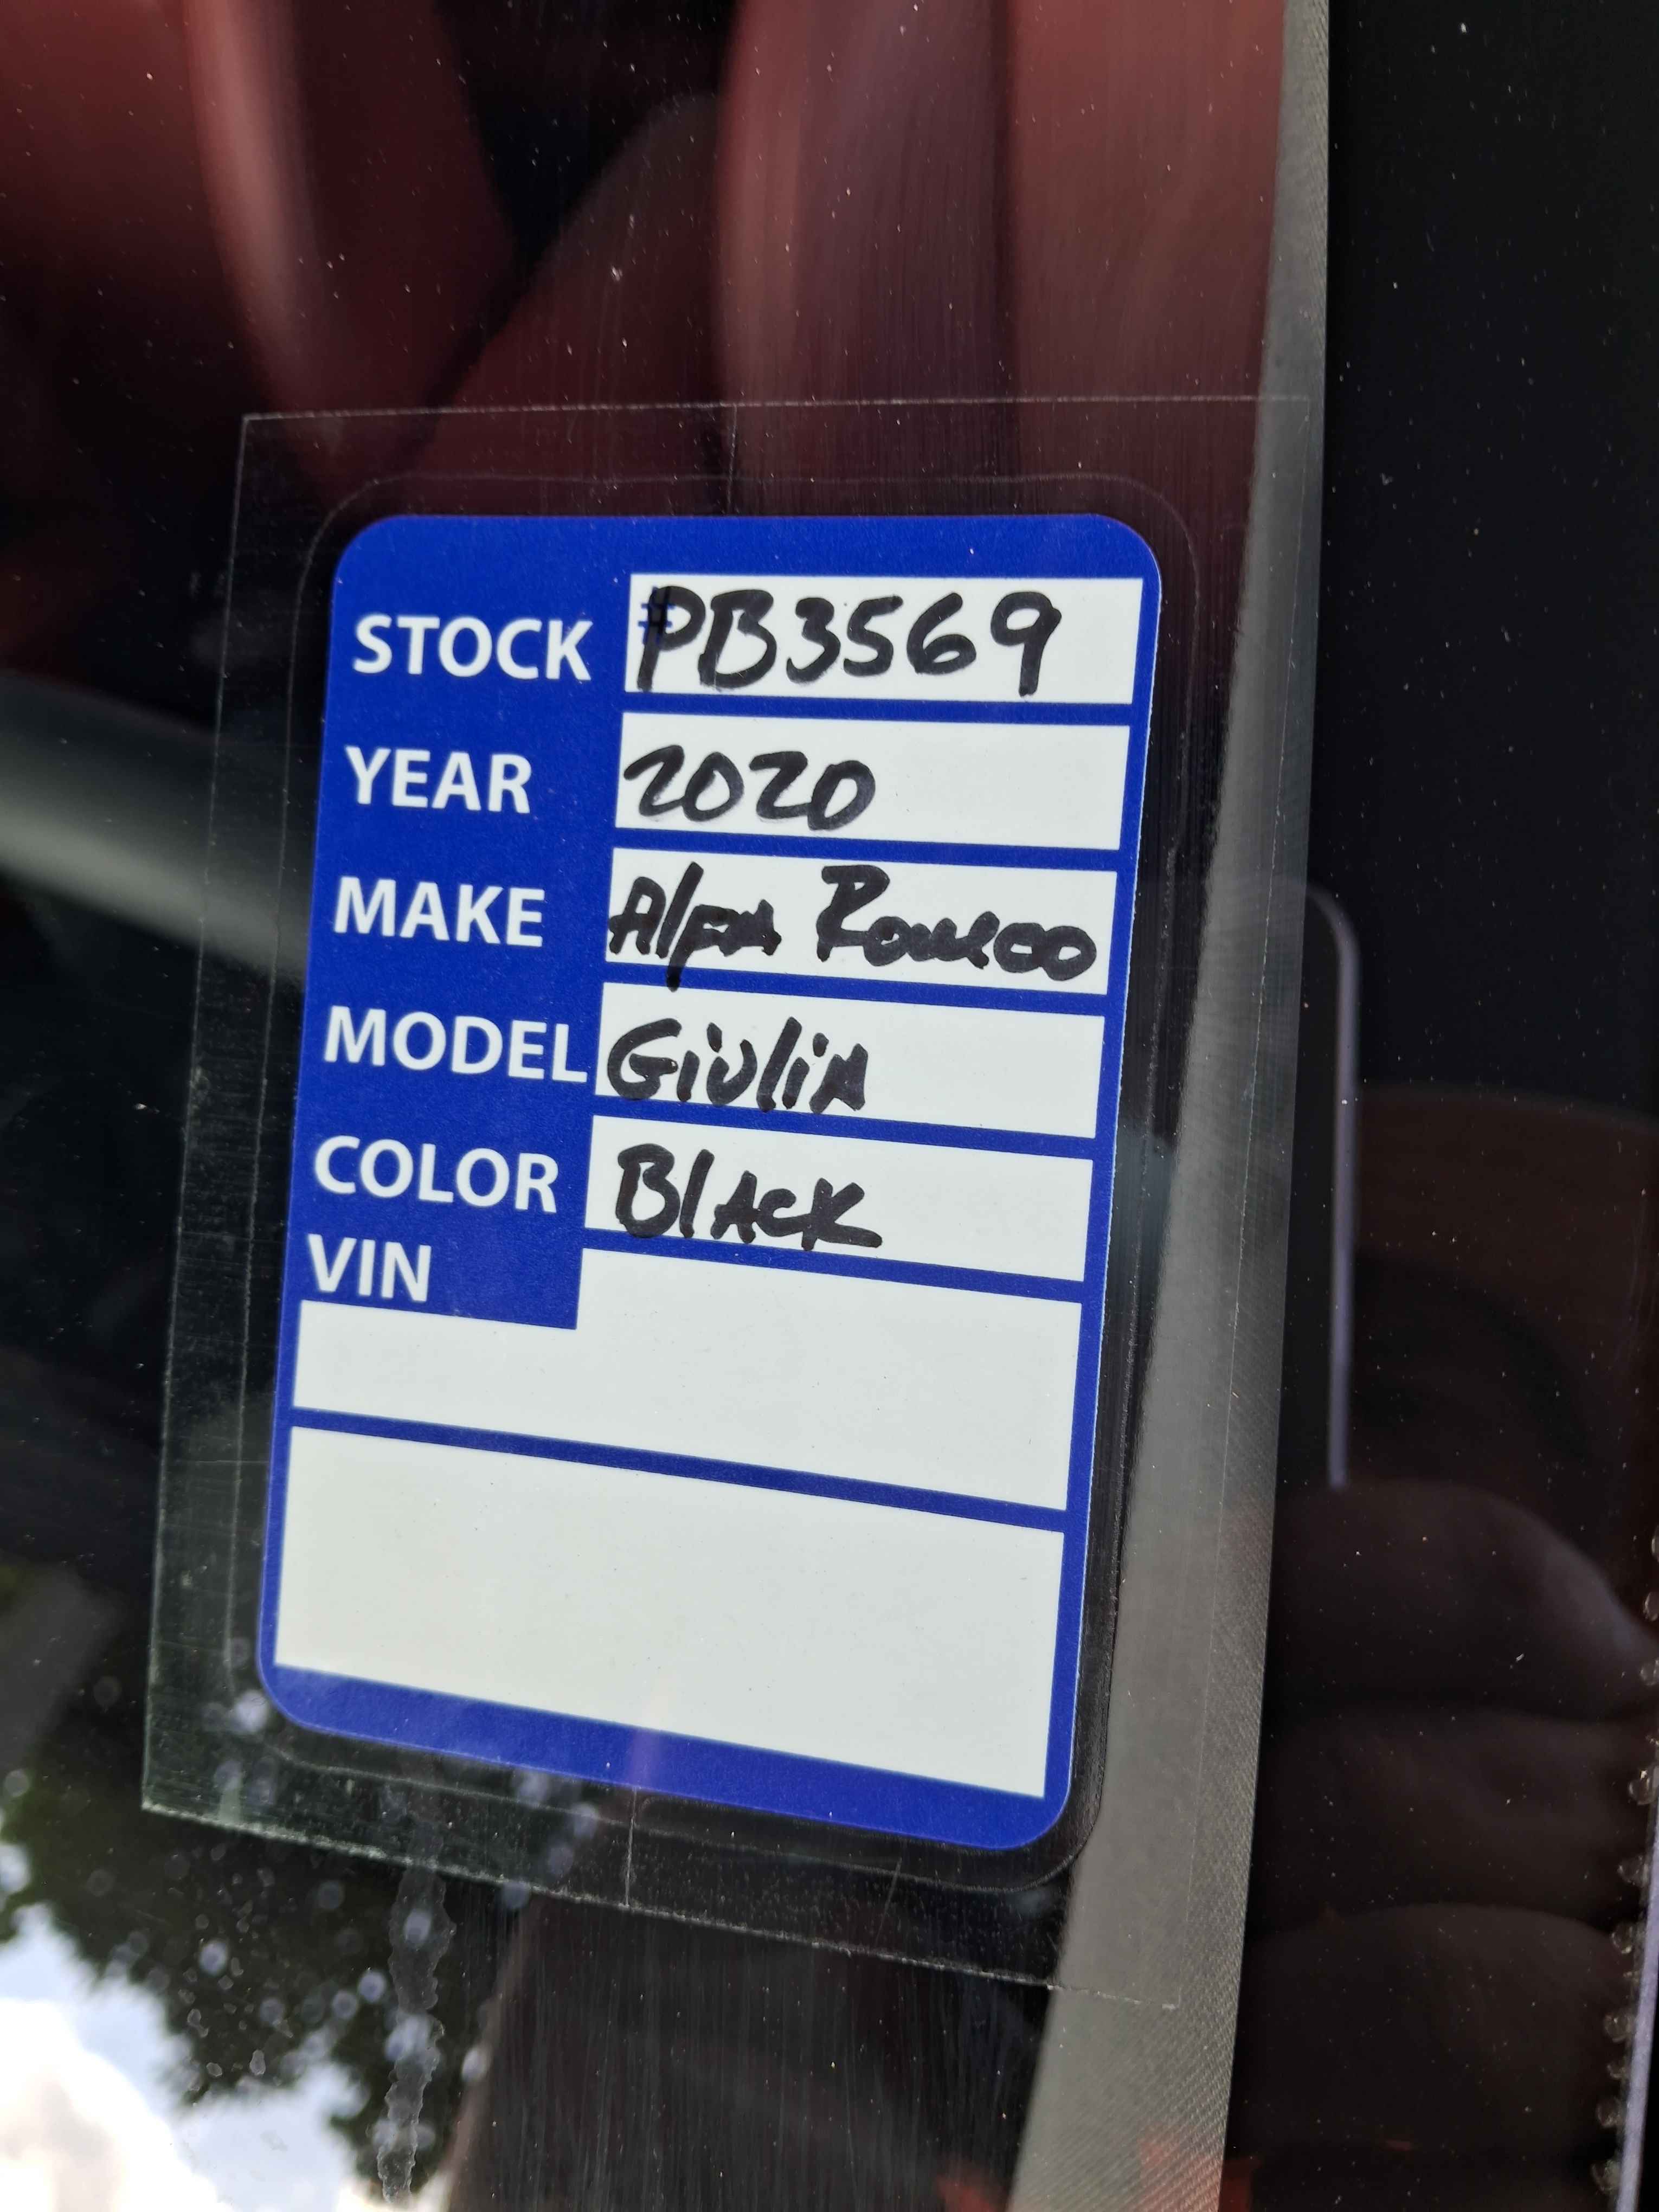 STOCK #PB3569
YEAR 2020
MAKE Alfa Romeo
MODEL Giulia
COLOR Black
VIN